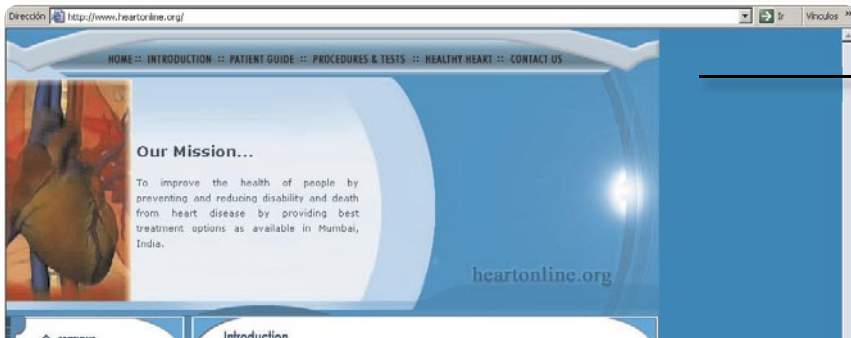 Dirección http://www.heartonline.org/ Ir Vínculos »
HOME :: INTRODUCTION :: PATIENT GUIDE :: PROCEDURES & TESTS :: HEALTHY HEART :: CONTACT US
Our Mission...
To improve the health of people by
preventing and reducing disability and death
from heart disease by providing best
treatment options as available in Mumbai,
India.
heartonline.org
Introduction